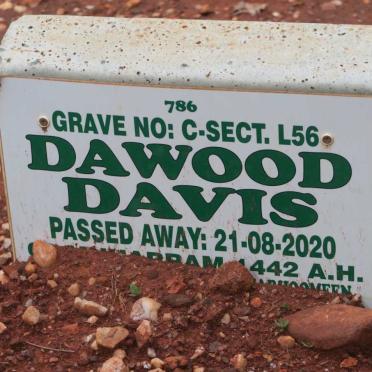 786
GRAVE NO: C-SECT. L56
DAWOOD
DAVIS
PASSED AWAY: 21-08-2020
1442 A.H.